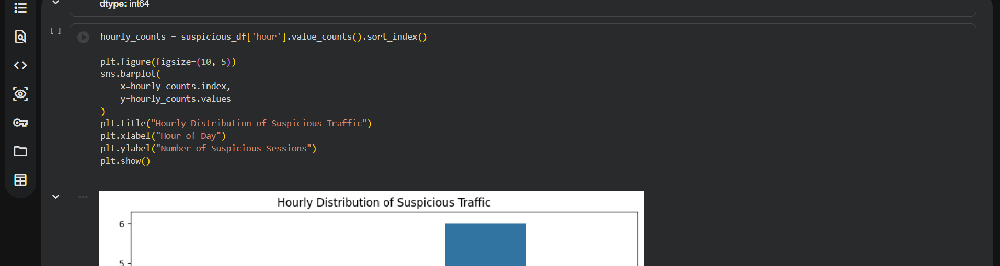 dtype: int64
[ ]
hourly_counts = suspicious_df['hour'].value_counts().sort_index()
plt.figure(figsize=(10, 5))
sns.barplot(
x=hourly_counts.index,
y=hourly_counts.values
)
plt.title("Hourly Distribution of Suspicious Traffic")
plt.xlabel("Hour of Day")
plt.ylabel("Number of Suspicious Sessions")
plt.show()
Hourly Distribution of Suspicious Traffic
6
5